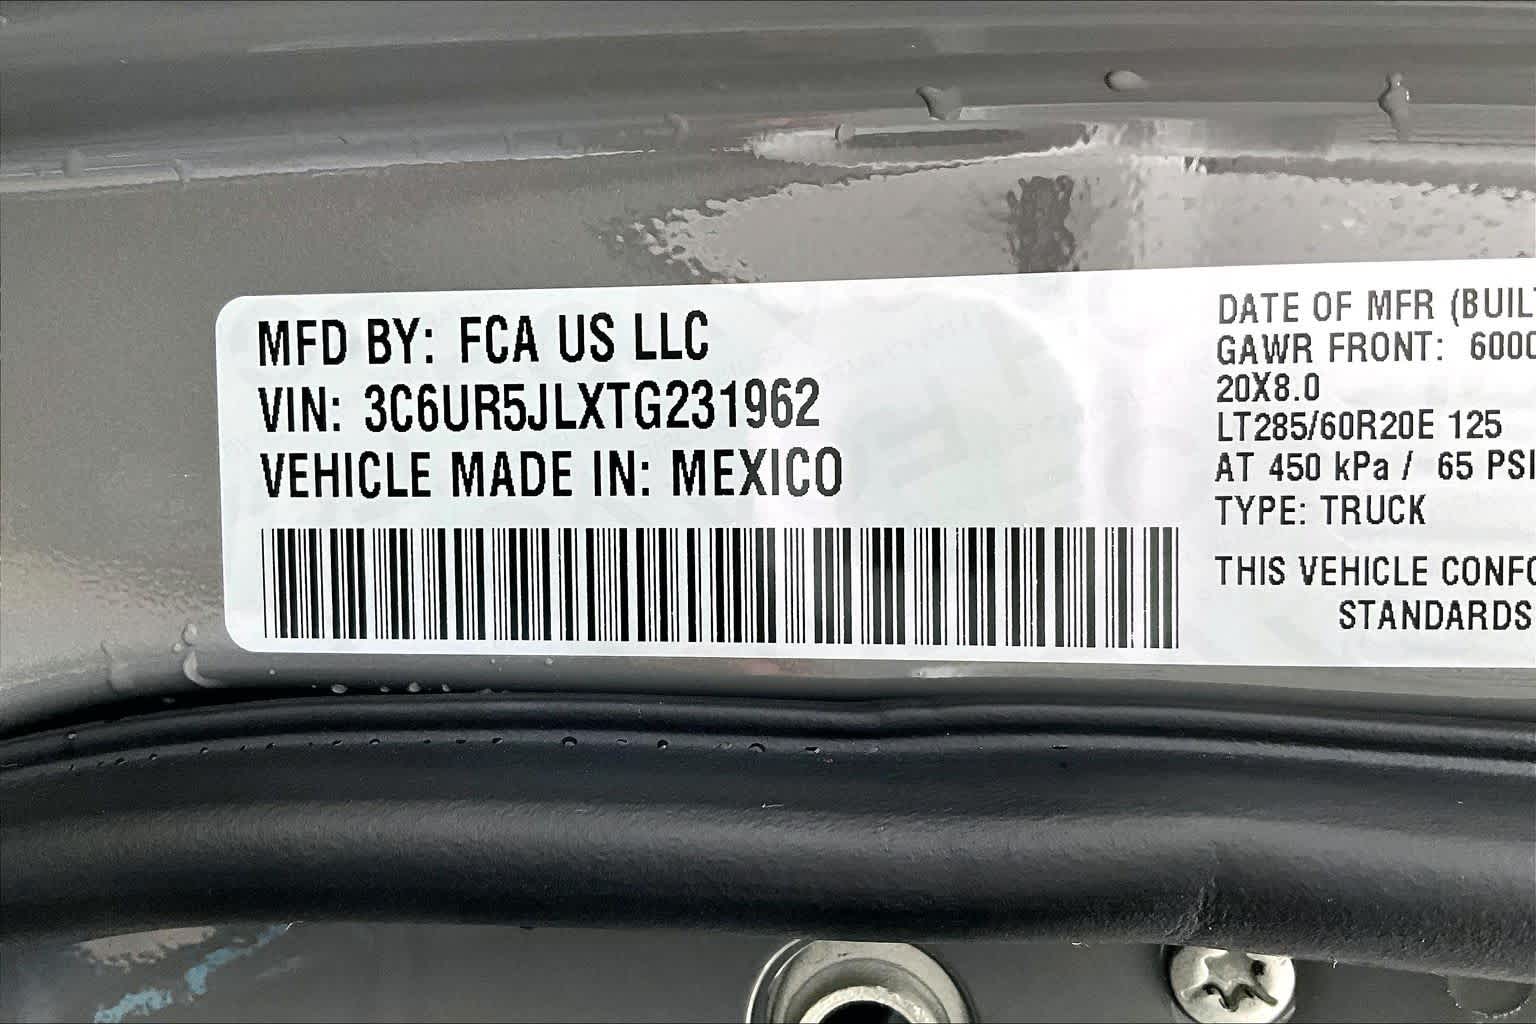 MFD BY: FCA US LLC
VIN: 3C6UR5JLXTG231962
VEHICLE MADE IN: MEXICO
DATE OF MFR (BUILT
GAWR FRONT: 6000
20X8.0
LT285/60R20E 125
AT 450 kPa / 65 PSI
TYPE: TRUCK
THIS VEHICLE CONFO
STANDARDS